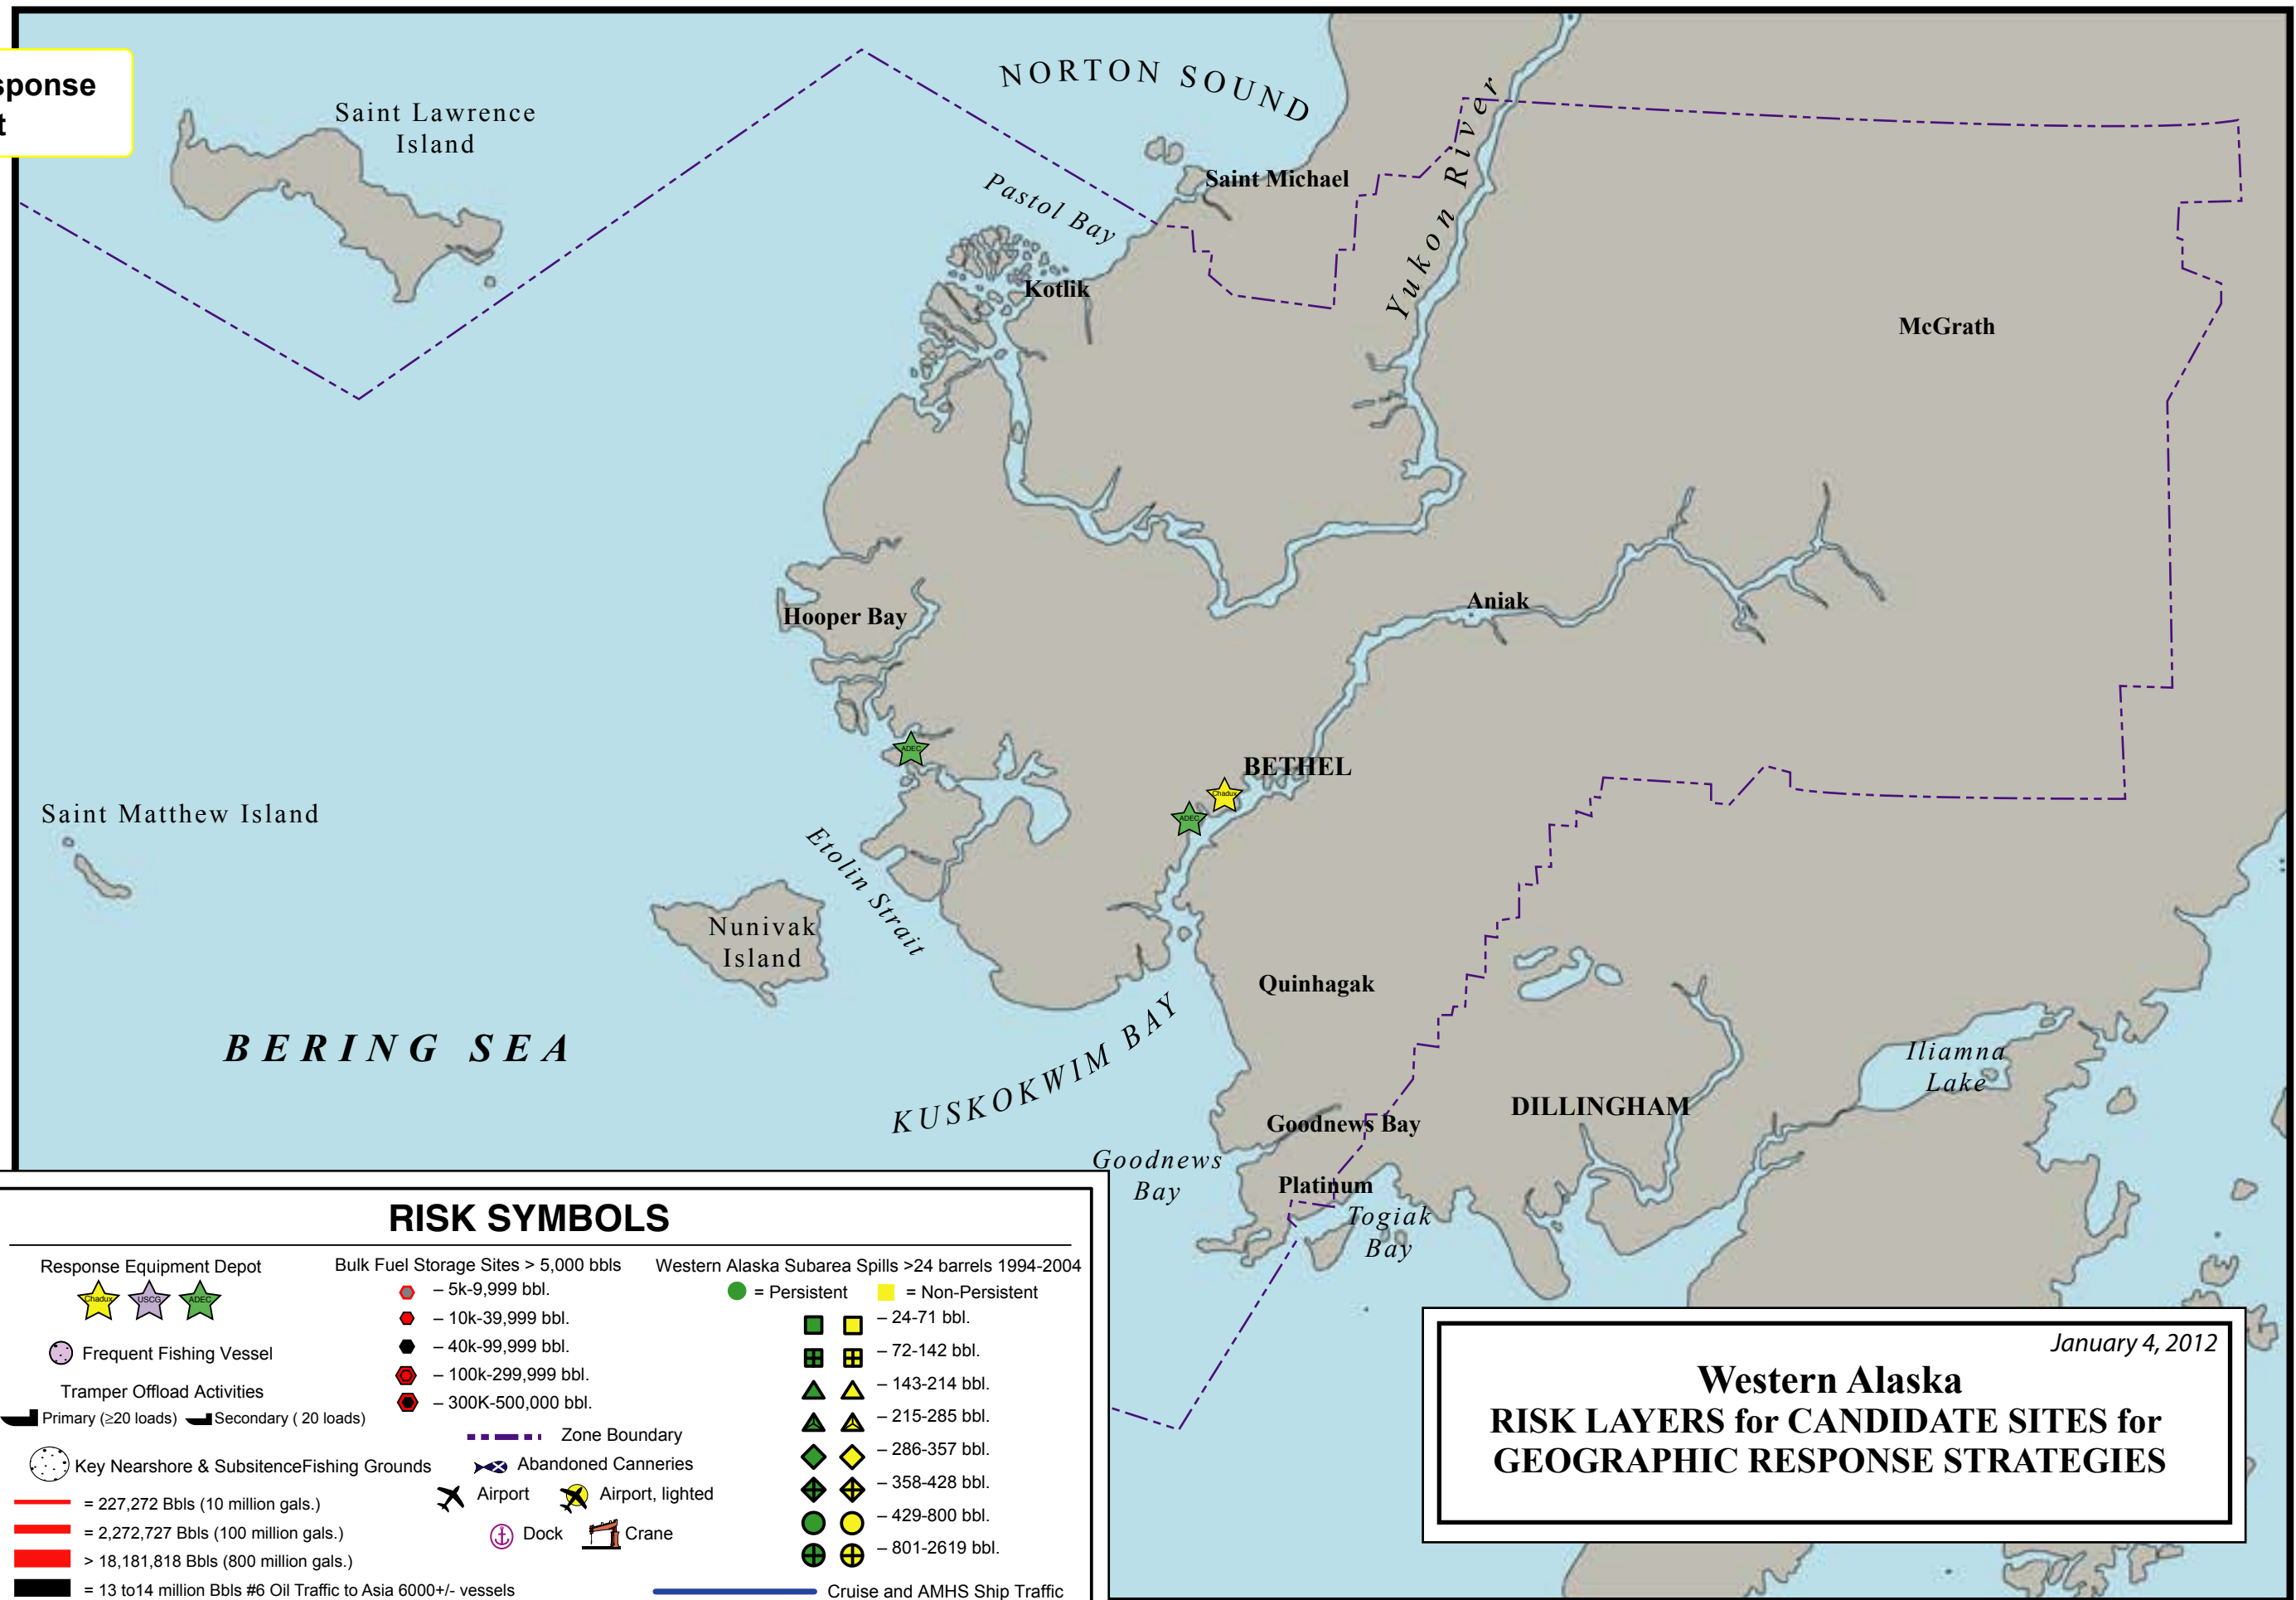 sponse
t
NORTON SOUND
Saint Lawrence
Island
Saint Michael
Pastol Bay
Yukon River
Kotlik
McGrath
Hooper Bay
Aniak
ADEC
BETHEL
Chadux
ADEC
Saint Matthew Island
Etolin Strait
Nunivak
Island
Quinhagak
BERING SEA
KUSKOKWIM BAY
Iliamna
Lake
DILLINGHAM
Goodnews Bay
Goodnews
Bay
Platinum
Togiak
Bay
RISK SYMBOLS
Response Equipment Depot
Chadux USCG ADEC
Frequent Fishing Vessel
Tramper Offload Activities
Primary (≥20 loads) Secondary ( 20 loads)
Key Nearshore & SubsitenceFishing Grounds
= 227,272 Bbls (10 million gals.)
= 2,272,727 Bbls (100 million gals.)
> 18,181,818 Bbls (800 million gals.)
= 13 to14 million Bbls #6 Oil Traffic to Asia 6000+/- vessels
Bulk Fuel Storage Sites > 5,000 bbls
– 5k-9,999 bbl.
– 10k-39,999 bbl.
– 40k-99,999 bbl.
– 100k-299,999 bbl.
– 300K-500,000 bbl.
Zone Boundary
Abandoned Canneries
Airport Airport, lighted
Dock Crane
Western Alaska Subarea Spills >24 barrels 1994-2004
= Persistent = Non-Persistent
– 24-71 bbl.
– 72-142 bbl.
– 143-214 bbl.
– 215-285 bbl.
– 286-357 bbl.
– 358-428 bbl.
– 429-800 bbl.
– 801-2619 bbl.
Cruise and AMHS Ship Traffic
January 4, 2012
Western Alaska
RISK LAYERS for CANDIDATE SITES for
GEOGRAPHIC RESPONSE STRATEGIES